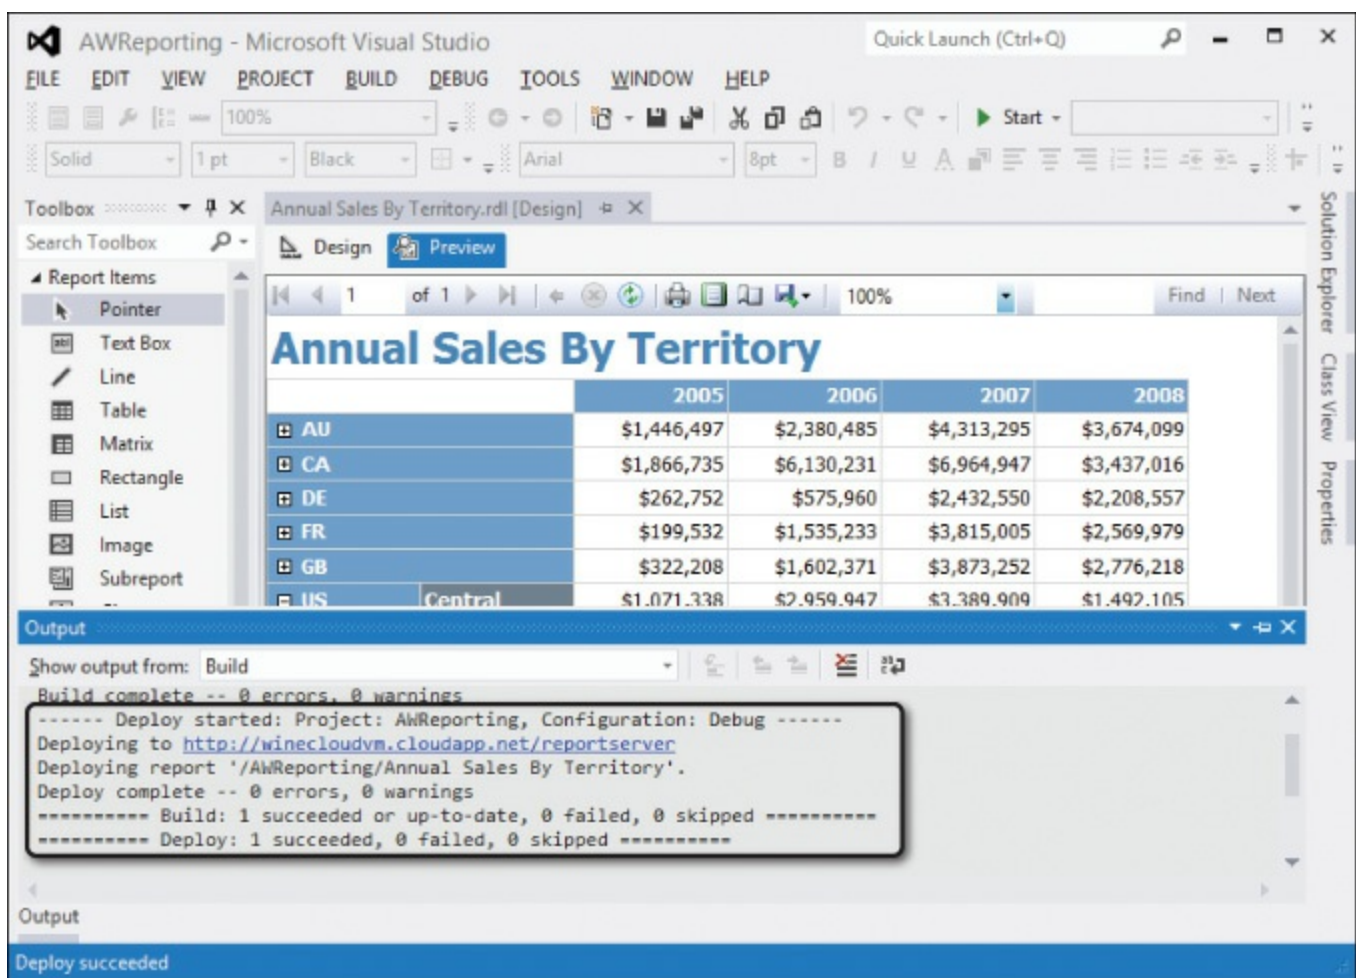 AWReporting - Microsoft Visual Studio
Quick Launch (Ctrl+Q)
FILE EDIT VIEW PROJECT BUILD DEBUG TOOLS WINDOW HELP
100%
Start
Solid 1 pt Black Arial 8pt B I U A
Toolbox
Annual Sales By Territory.rdl [Design]
Search Toolbox
Design Preview
Report Items
1 of 1 100% Find | Next
Pointer
Text Box
Line
Table
Matrix
Rectangle
List
Image
Subreport
Annual Sales By Territory
2005 2006 2007 2008
AU $1,446,497 $2,380,485 $4,313,295 $3,674,099
CA $1,866,735 $6,130,231 $6,964,947 $3,437,016
DE $262,752 $575,960 $2,432,550 $2,208,557
FR $199,532 $1,535,233 $3,815,005 $2,569,979
GB $322,208 $1,602,371 $3,873,252 $2,776,218
US Central $1,071,338 $2,959,947 $3,389,909 $1,492,105
Solution Explorer
Class View
Properties
Output
Show output from: Build
Build complete -- 0 errors, 0 warnings
------ Deploy started: Project: AWReporting, Configuration: Debug ------
Deploying to http://winecloudvm.cloudapp.net/reportserver
Deploying report '/AWReporting/Annual Sales By Territory'.
Deploy complete -- 0 errors, 0 warnings
========== Build: 1 succeeded or up-to-date, 0 failed, 0 skipped ==========
========== Deploy: 1 succeeded, 0 failed, 0 skipped ==========
Output
Deploy succeeded